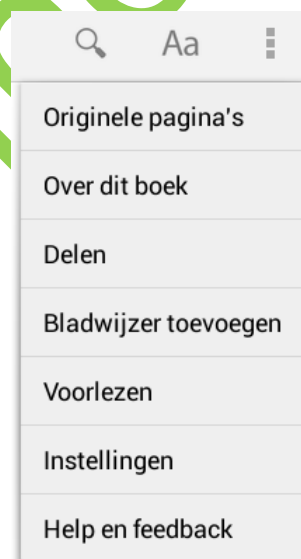 Aa
Originele pagina's
Over dit boek
Delen
Bladwijzer toevoegen
Voorlezen
Instellingen
Help en feedback